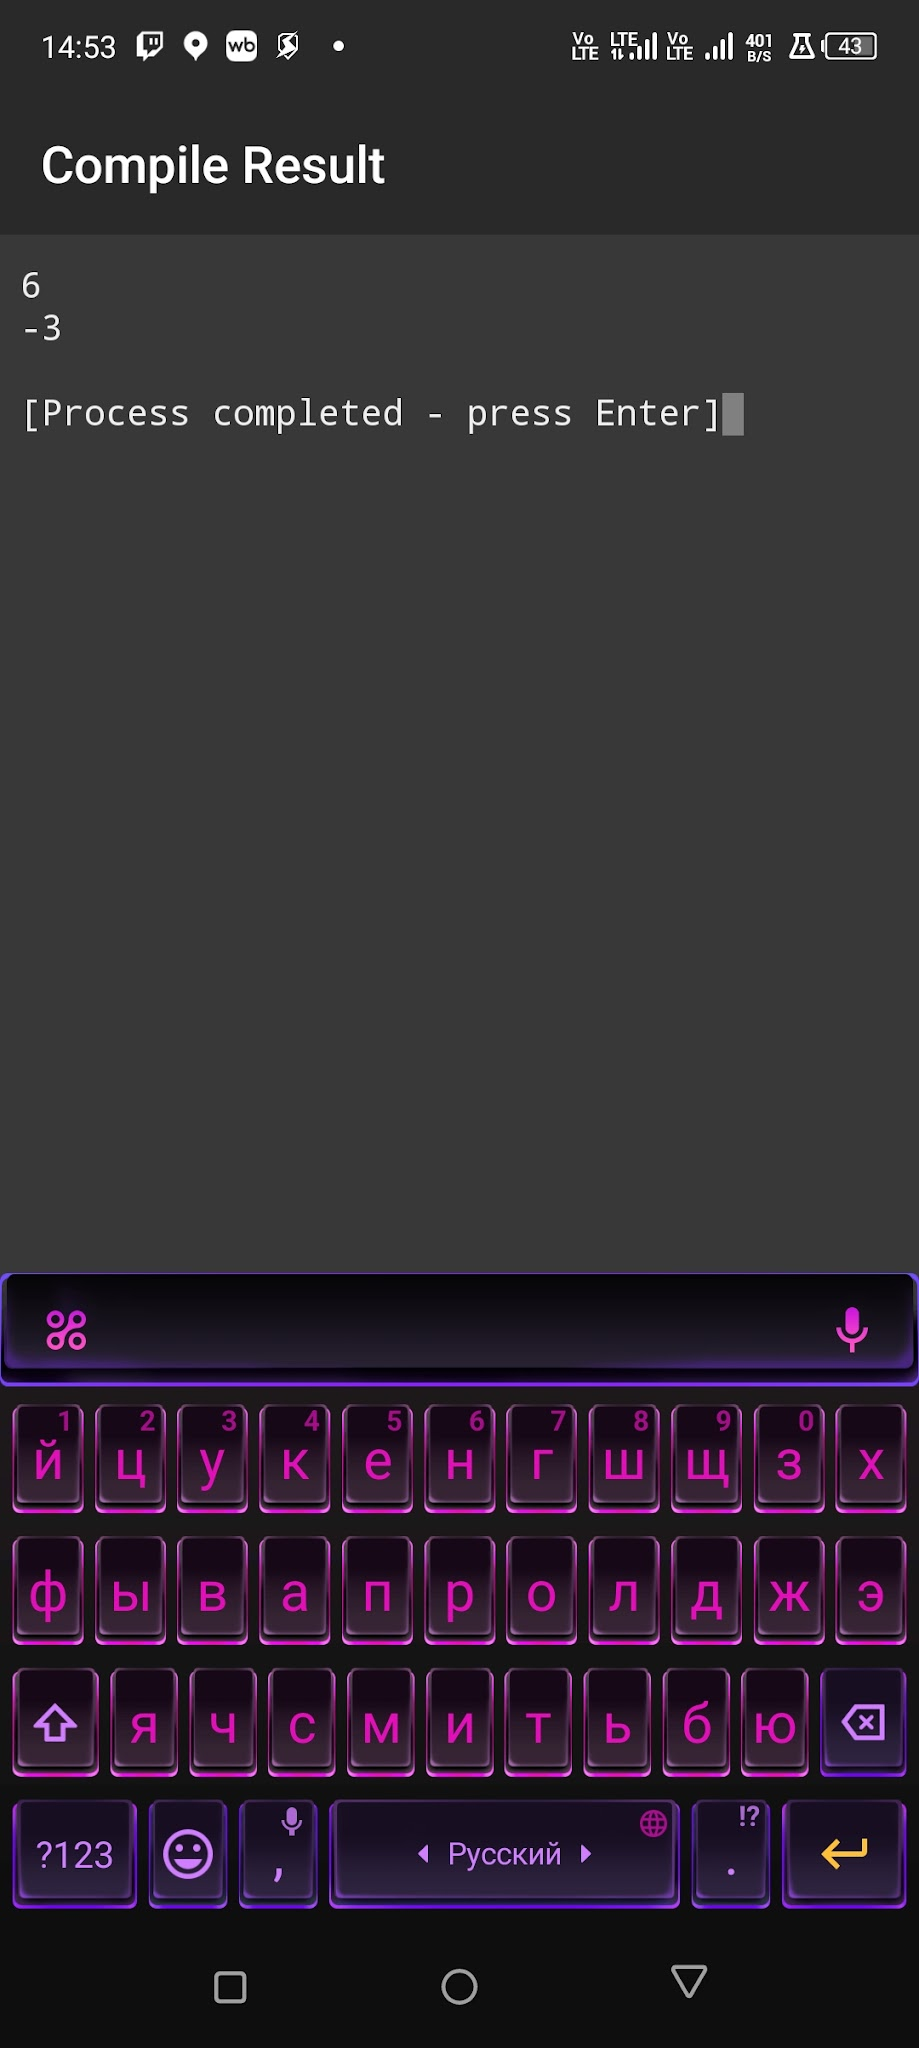 14:53 wb Vo LTE LTE Vo LTE 401 B/S 43
Compile Result
6
-3
[Process completed - press Enter]
1 2 3 4 5 6 7 8 9 0
й ц у к е н г ш щ з х
ф ы в а п р о л д ж э
я ч с м и т ь б ю
?123 , Русский . !?